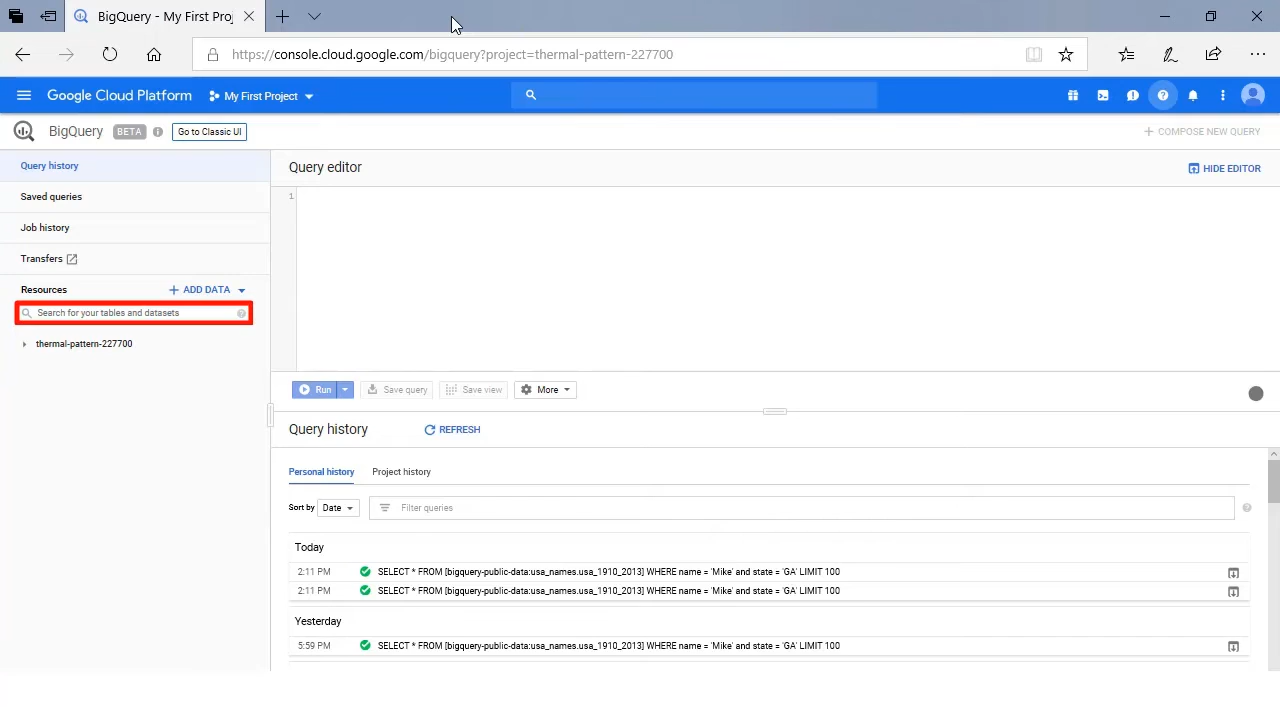 BigQuery - My First Proj
https://console.cloud.google.com/bigquery?project=thermal-pattern-227700
Google Cloud Platform My First Project
BigQuery BETA Go to Classic UI COMPOSE NEW QUERY
Query history
Saved queries
Job history
Transfers
Resources ADD DATA
Search for your tables and datasets
thermal-pattern-227700
Query editor HIDE EDITOR
1
Run Save query Save view More
Query history REFRESH
Personal history Project history
Sort by Date Filter queries
Today
2:11 PM SELECT * FROM [bigquery-public-data:usa_names.usa_1910_2013] WHERE name = 'Mike' and state = 'GA' LIMIT 100
2:11 PM SELECT * FROM [bigquery-public-data:usa_names.usa_1910_2013] WHERE name = 'Mike' and state = 'GA' LIMIT 100
Yesterday
5:59 PM SELECT * FROM [bigquery-public-data:usa_names.usa_1910_2013] WHERE name = 'Mike' and state = 'GA' LIMIT 100